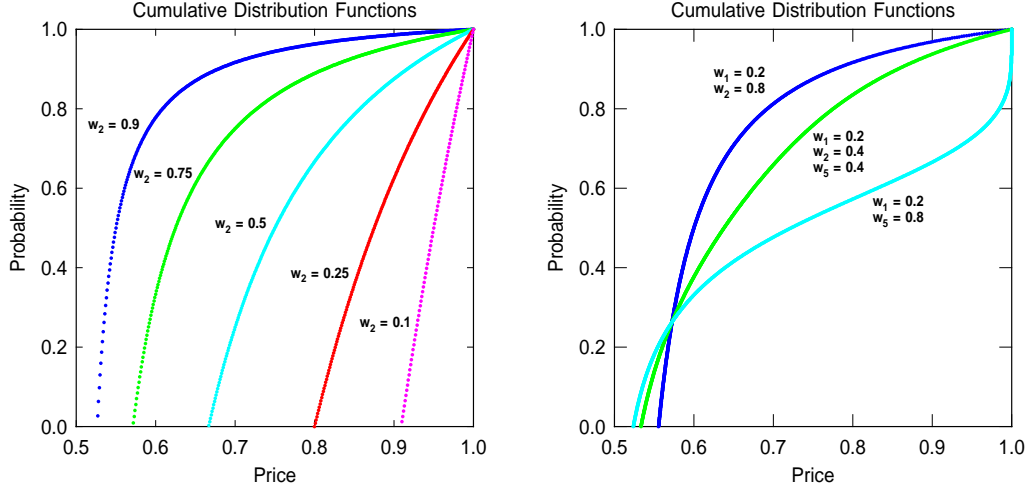 Cumulative Distribution Functions
1.0
0.8
0.6
0.4
0.2
0.0
Probability
w2 = 0.9
w2 = 0.75
w2 = 0.5
w2 = 0.25
w2 = 0.1
0.5 0.6 0.7 0.8 0.9 1.0
Price
Cumulative Distribution Functions
1.0
0.8
0.6
0.4
0.2
0.0
Probability
w1 = 0.2
w2 = 0.8
w1 = 0.2
w2 = 0.4
w5 = 0.4
w1 = 0.2
w5 = 0.8
0.5 0.6 0.7 0.8 0.9 1.0
Price